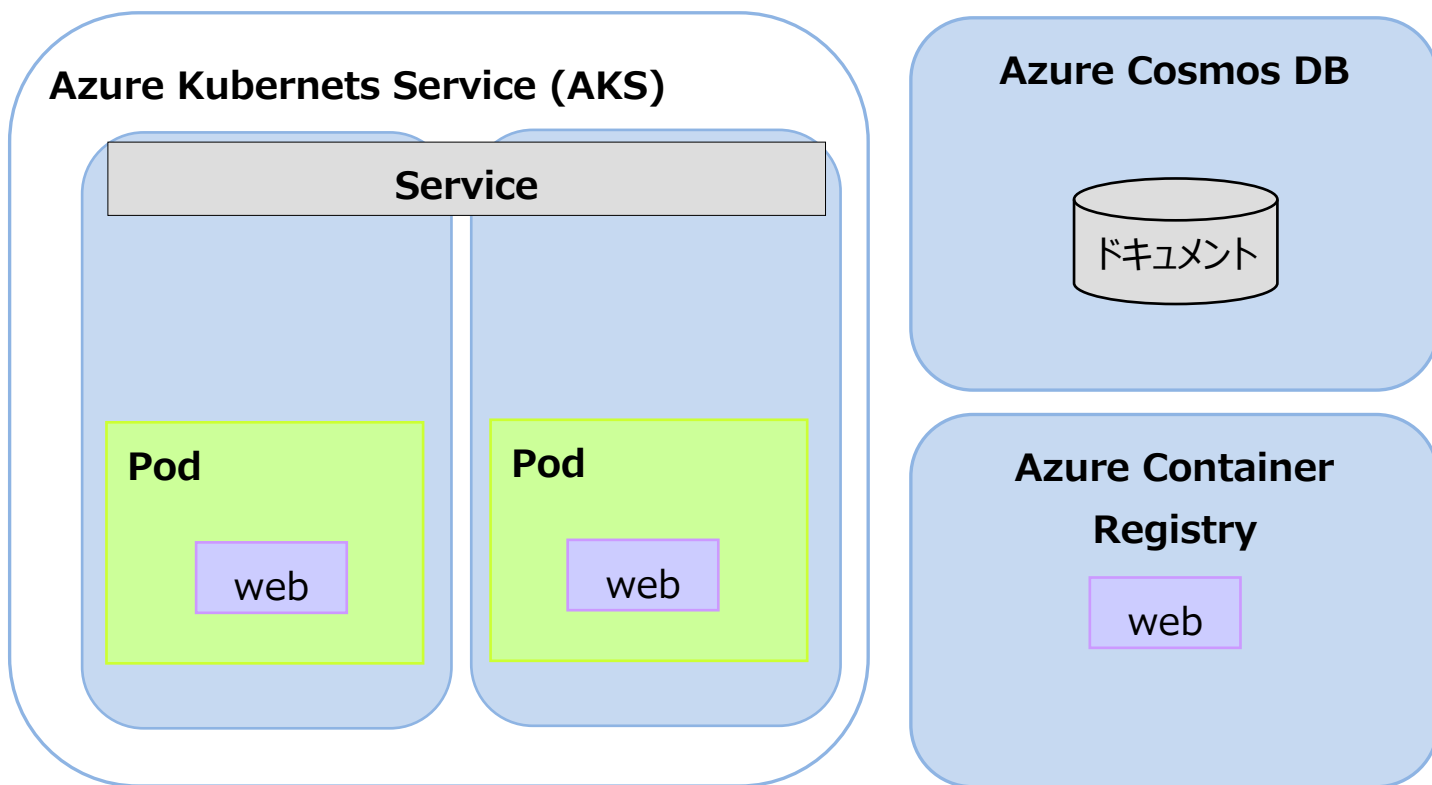 Azure Kubernets Service (AKS)
Service
Pod
web
Pod
web
Azure Cosmos DB
ドキュメント
Azure Container
Registry
web